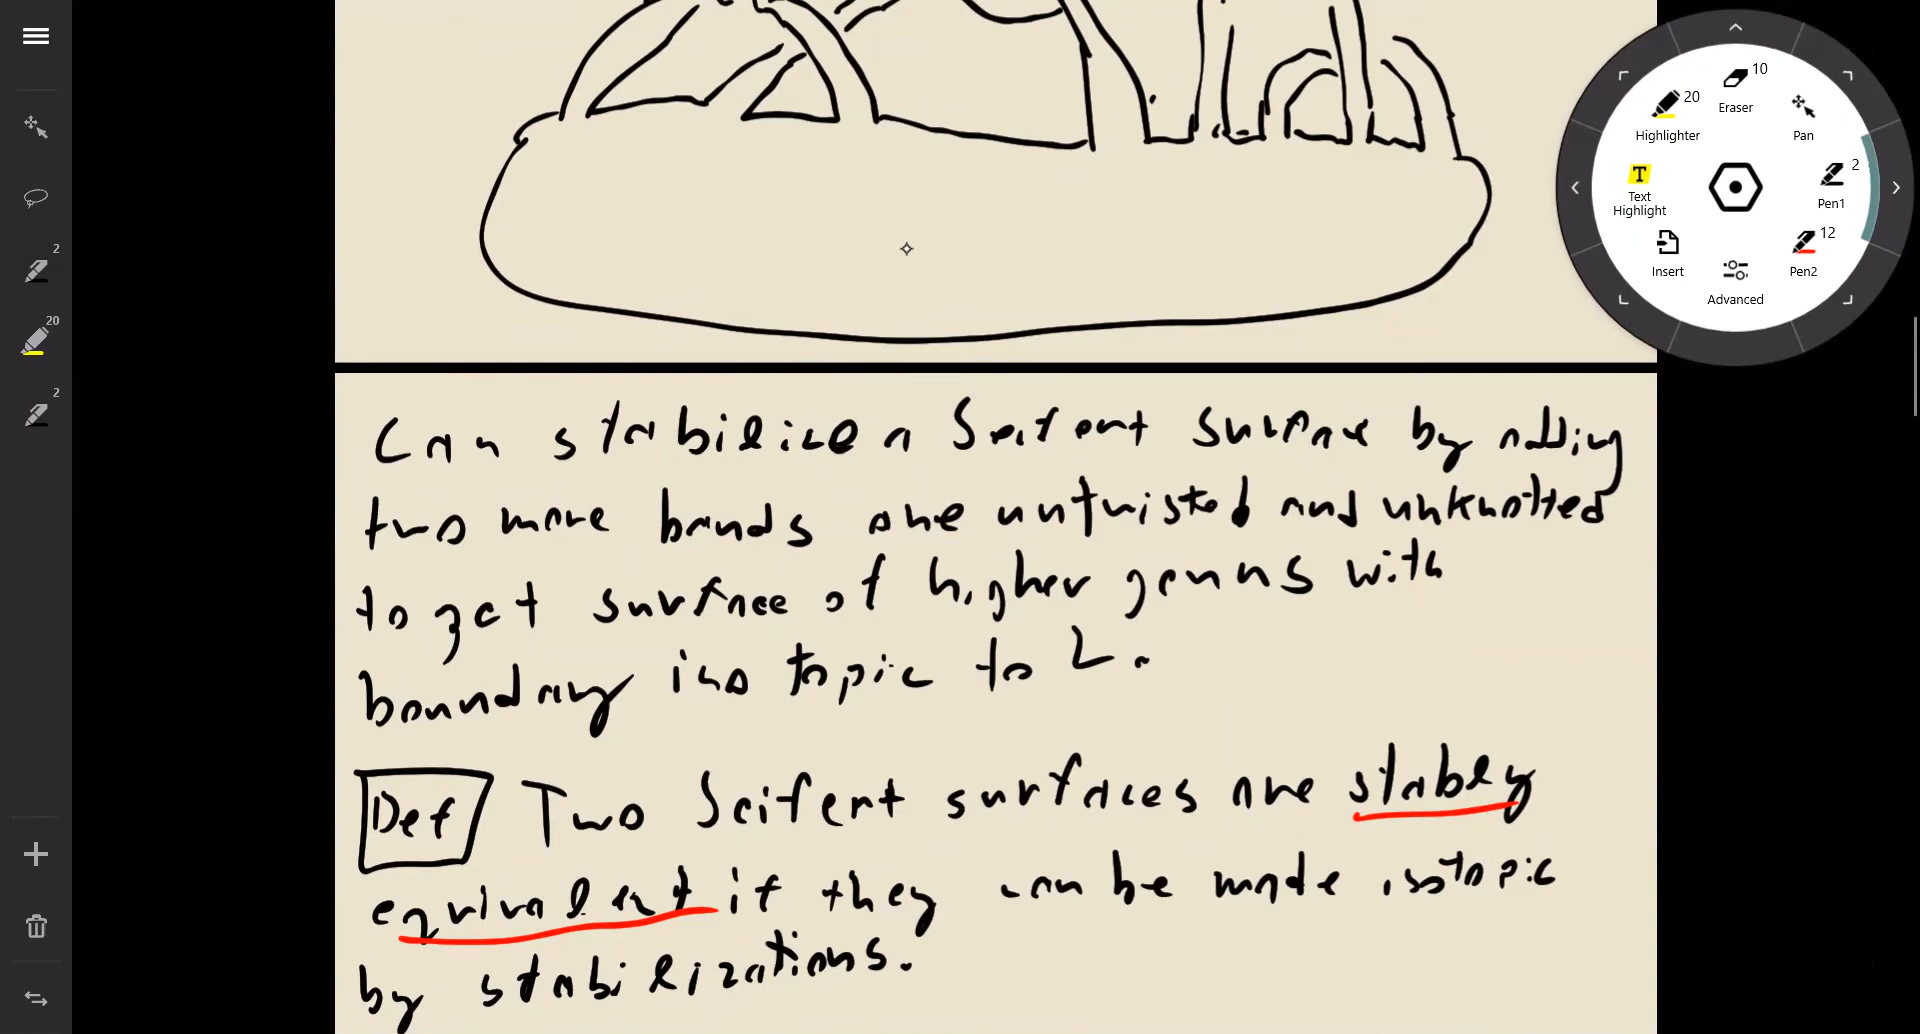 10
Eraser
20
Highlighter
Pan
T
Text
Highlight
2
Pen1
12
Pen2
Insert
Advanced
2
20
2
Can stabilize a Seifert surface by adding
two more bands one untwisted and unknotted
to get surface of higher genus with
boundary isotopic to L.
Def Two Seifert surfaces are stabley
equivalent if they can be made isotopic
by stabilizations.